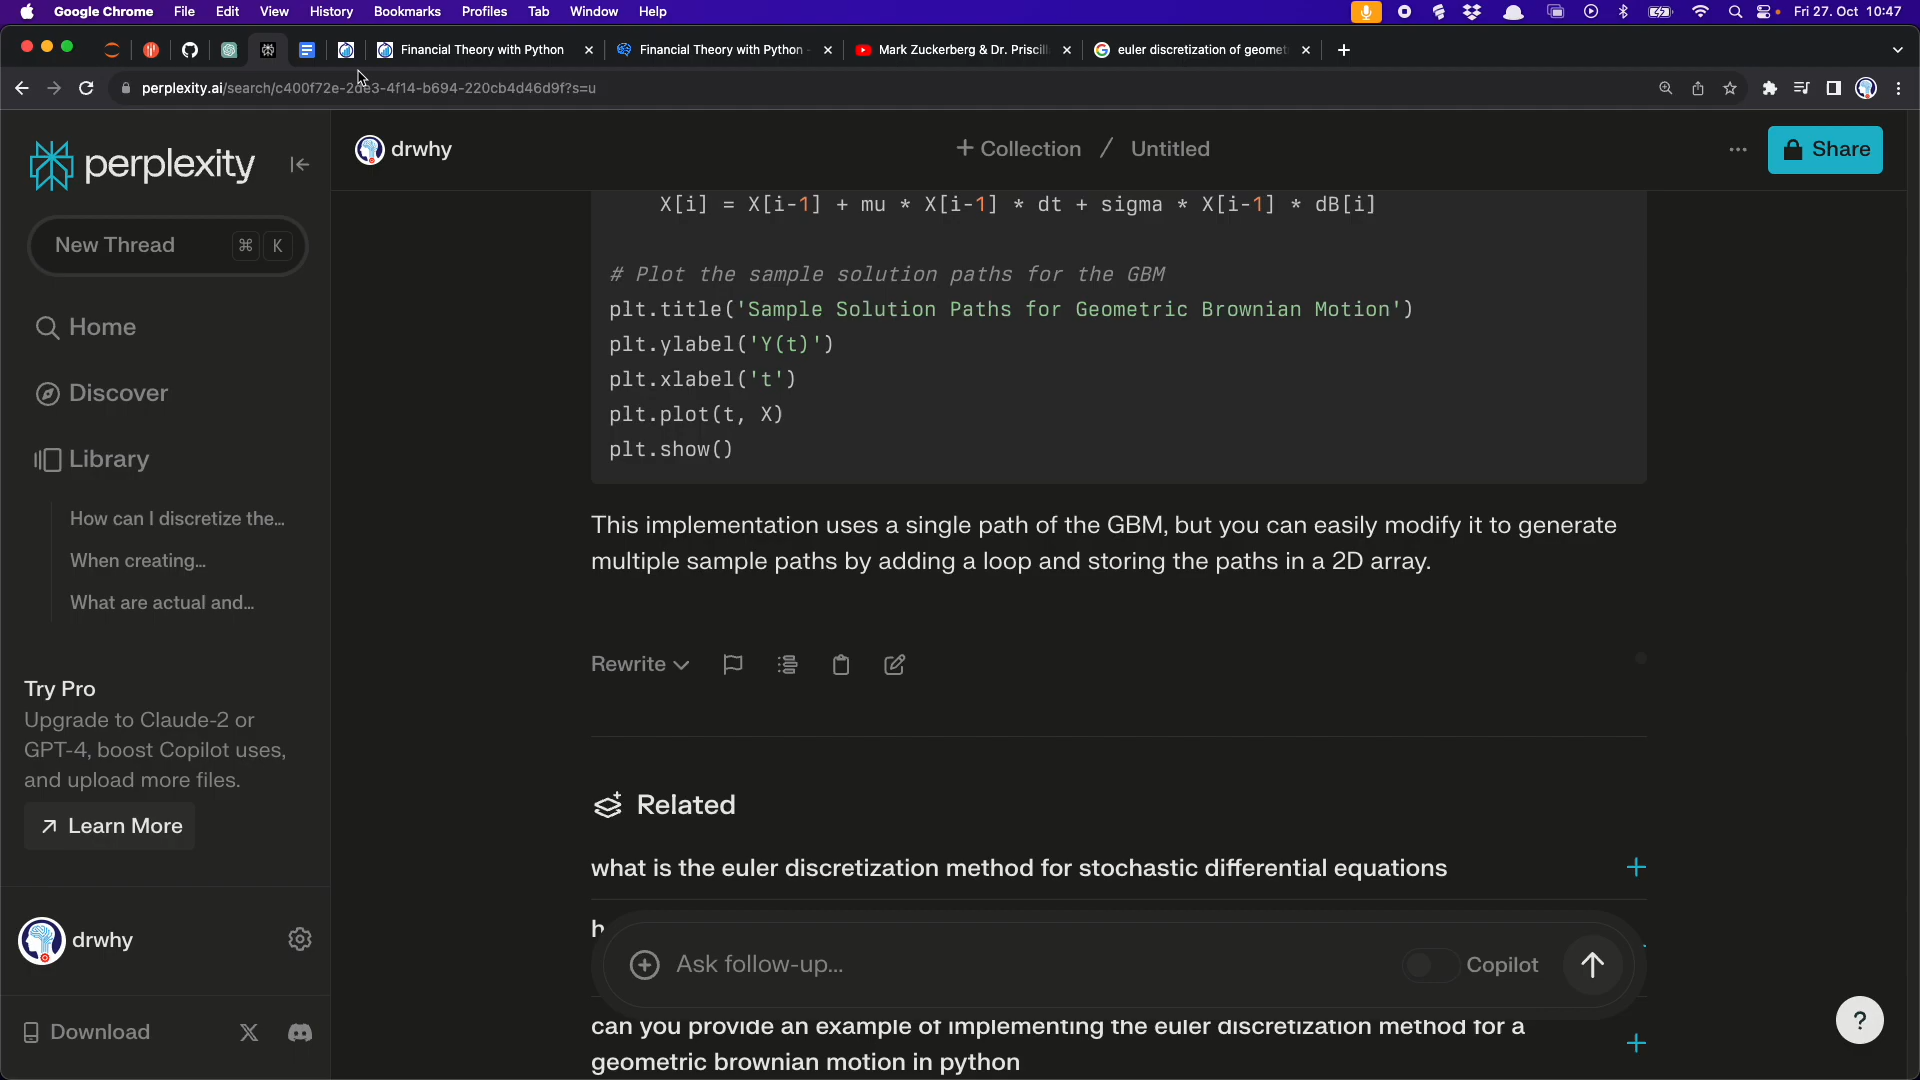 Google Chrome File Edit View History Bookmarks Profiles Tab Window Help Fri 27. Oct 10:47
Financial Theory with Python
Financial Theory with Python -
Mark Zuckerberg & Dr. Priscil
euler discretization of geomet
perplexity.ai/search/c400f72e-2de3-4f14-b694-220cb4d46d9f?s=u
perplexity
drwhy
+ Collection / Untitled
Share
New Thread ⌘ K
Home
Discover
Library
How can I discretize the...
When creating...
What are actual and...
Try Pro
Upgrade to Claude-2 or
GPT-4, boost Copilot uses,
and upload more files.
Learn More
drwhy
Download
X[i] = X[i-1] + mu * X[i-1] * dt + sigma * X[i-1] * dB[i]
# Plot the sample solution paths for the GBM
plt.title('Sample Solution Paths for Geometric Brownian Motion')
plt.ylabel('Y(t)')
plt.xlabel('t')
plt.plot(t, X)
plt.show()
This implementation uses a single path of the GBM, but you can easily modify it to generate
multiple sample paths by adding a loop and storing the paths in a 2D array.
Rewrite
Related
what is the euler discretization method for stochastic differential equations
h
Ask follow-up...
Copilot
can you provide an example of implementing the euler discretization method for a
geometric brownian motion in python
?